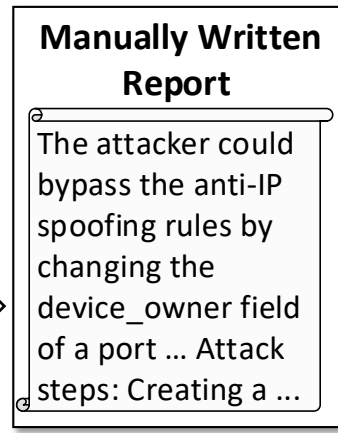 Manually Written
Report
The attacker could
bypass the anti-IP
spoofing rules by
changing the
device_owner field
of a port ... Attack
steps: Creating a ...